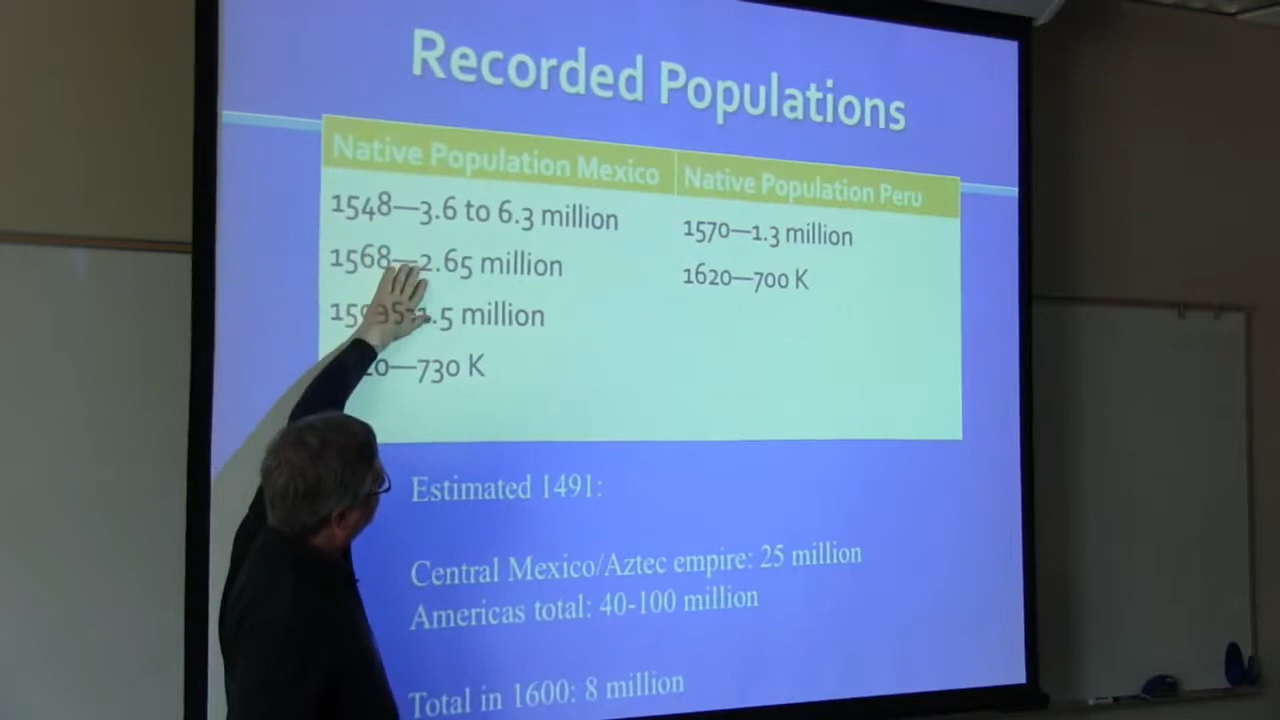 Recorded Populations
Native Population Mexico
Native Population Peru
1548—3.6 to 6.3 million
1570—1.3 million
1568—2.65 million
1620—700 K
.5 million
—730 K
Estimated 1491:
Central Mexico/Aztec empire: 25 million
Americas total: 40-100 million
Total in 1600: 8 million